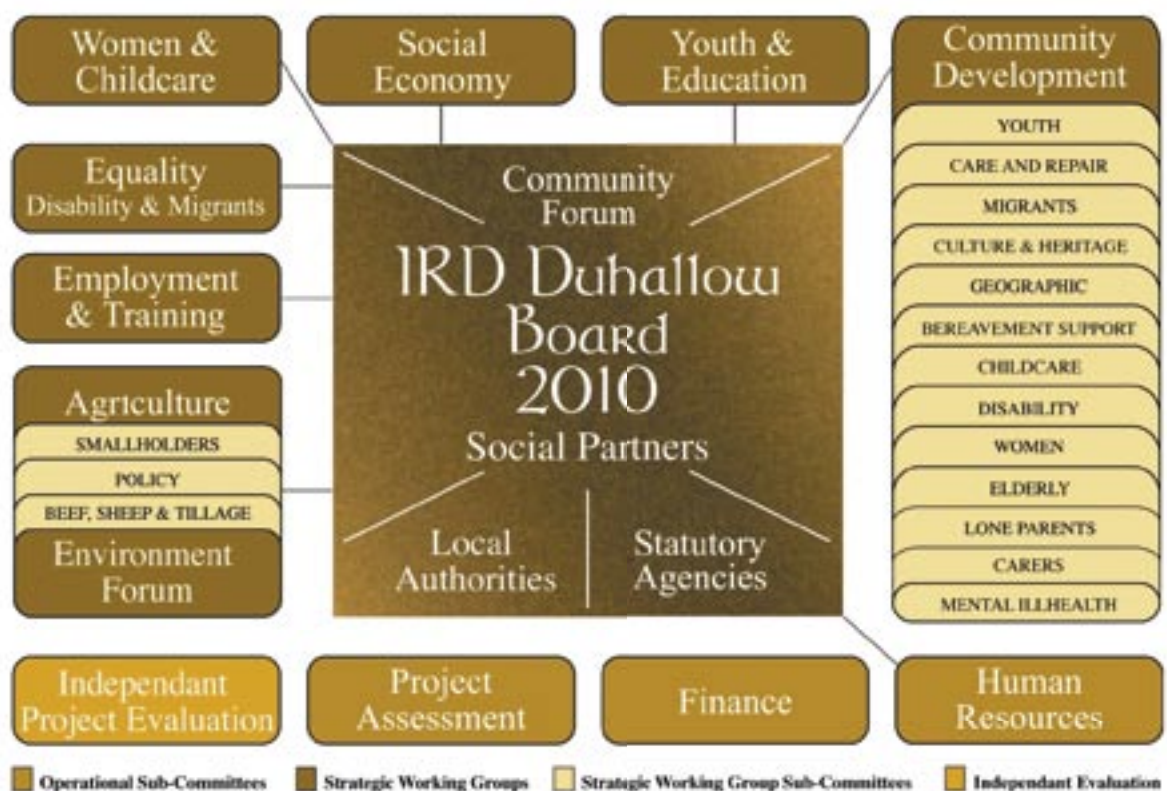 Women &
Childcare
Social
Economy
Youth &
Education
Community
Development
YOUTH
CARE AND REPAIR
MIGRANTS
CULTURE & HERITAGE
GEOGRAPHIC
BEREAVEMENT SUPPORT
CHILDCARE
DISABILITY
WOMEN
ELDERLY
LONE PARENTS
CARERS
MENTAL ILLHEALTH
Equality
Disability & Migrants
Employment
& Training
Agriculture
SMALLHOLDERS
POLICY
BEEF, SHEEP & TILLAGE
Environment
Forum
Community
Forum
IRD Duhallow
Board
2010
Social Partners
Local
Authorities
Statutory
Agencies
Independant
Project Evaluation
Project
Assessment
Finance
Human
Resources
Operational Sub-Committees
Strategic Working Groups
Strategic Working Group Sub-Committees
Independant Evaluation